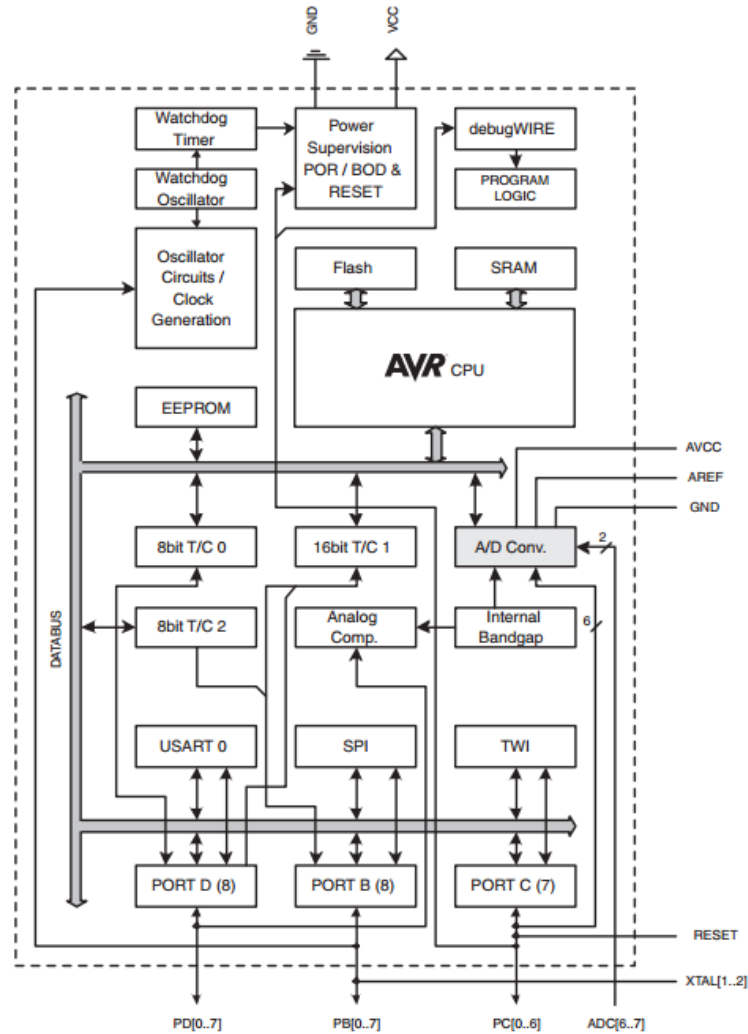 GND
VCC
Watchdog
Timer
Power
Supervision
POR / BOD &
RESET
debugWIRE
Watchdog
Oscillator
PROGRAM
LOGIC
Oscillator
Circuits /
Clock
Generation
Flash
SRAM
AVR CPU
EEPROM
AVCC
AREF
GND
8bit T/C 0
16bit T/C 1
A/D Conv.
2
DATABUS
8bit T/C 2
Analog
Comp.
Internal
Bandgap
6
USART 0
SPI
TWI
PORT D (8)
PORT B (8)
PORT C (7)
RESET
XTAL[1..2]
PD[0..7]
PB[0..7]
PC[0..6]
ADC[6..7]